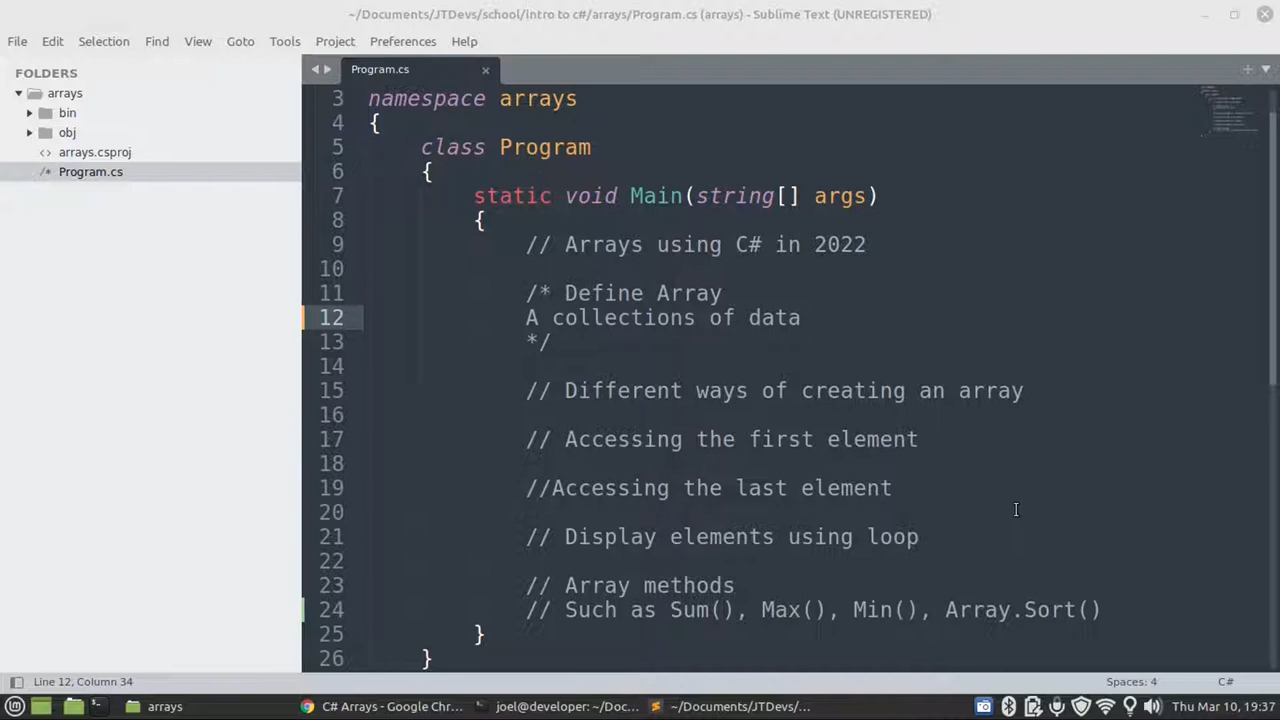 ~/Documents/JTDevs/school/intro to c#/arrays/Program.cs (arrays) - Sublime Text (UNREGISTERED)
File Edit Selection Find View Goto Tools Project Preferences Help
FOLDERS
arrays
bin
obj
<> arrays.csproj
/* Program.cs
Program.cs ×
3 namespace arrays
4 {
5 class Program
6 {
7 static void Main(string[] args)
8 {
9 // Arrays using C# in 2022
10
11 /* Define Array
12 A collections of data
13 */
14
15 // Different ways of creating an array
16
17 // Accessing the first element
18
19 //Accessing the last element
20
21 // Display elements using loop
22
23 // Array methods
24 // Such as Sum(), Max(), Min(), Array.Sort()
25 }
26 }
Line 12, Column 34 Spaces: 4 C#
arrays C# Arrays - Google Chr... joel@developer: ~/Doc... ~/Documents/JTDevs/... Thu Mar 10, 19:37